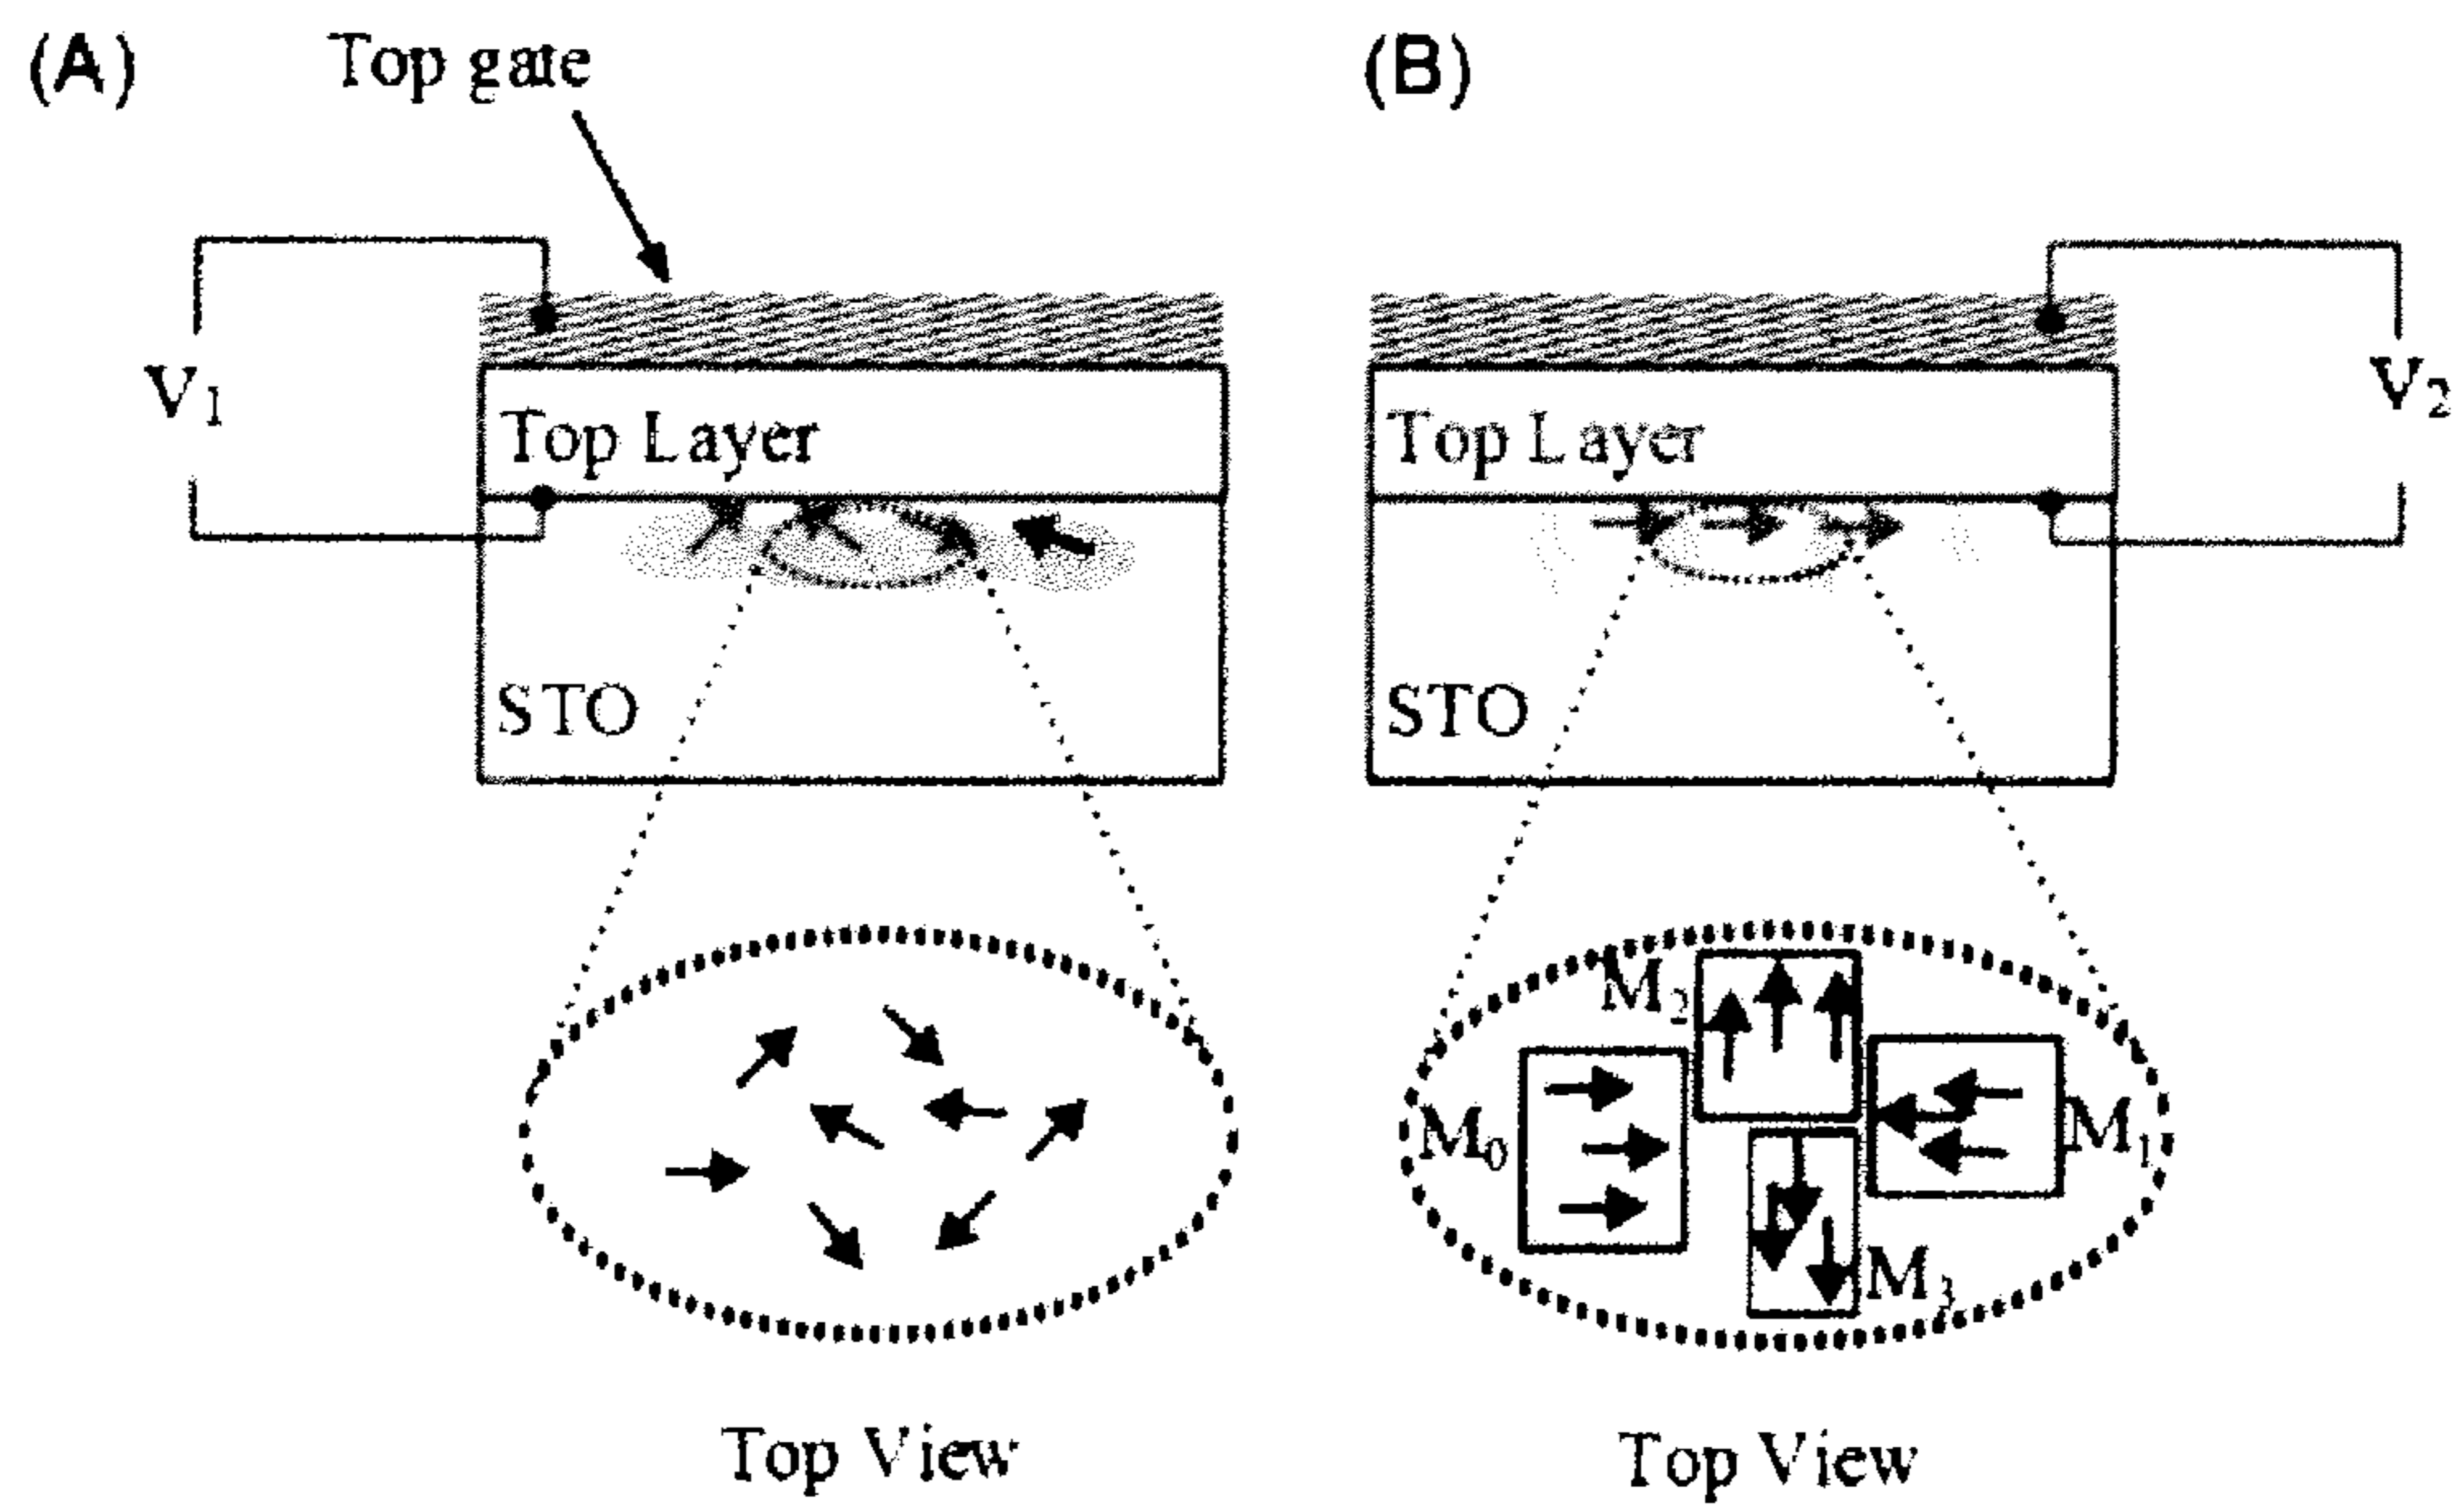 (A)
Top gate
(B)
V1
Top Layer
Top Layer
V2
STO
STO
M2
M0
M1
M3
Top View
Top View